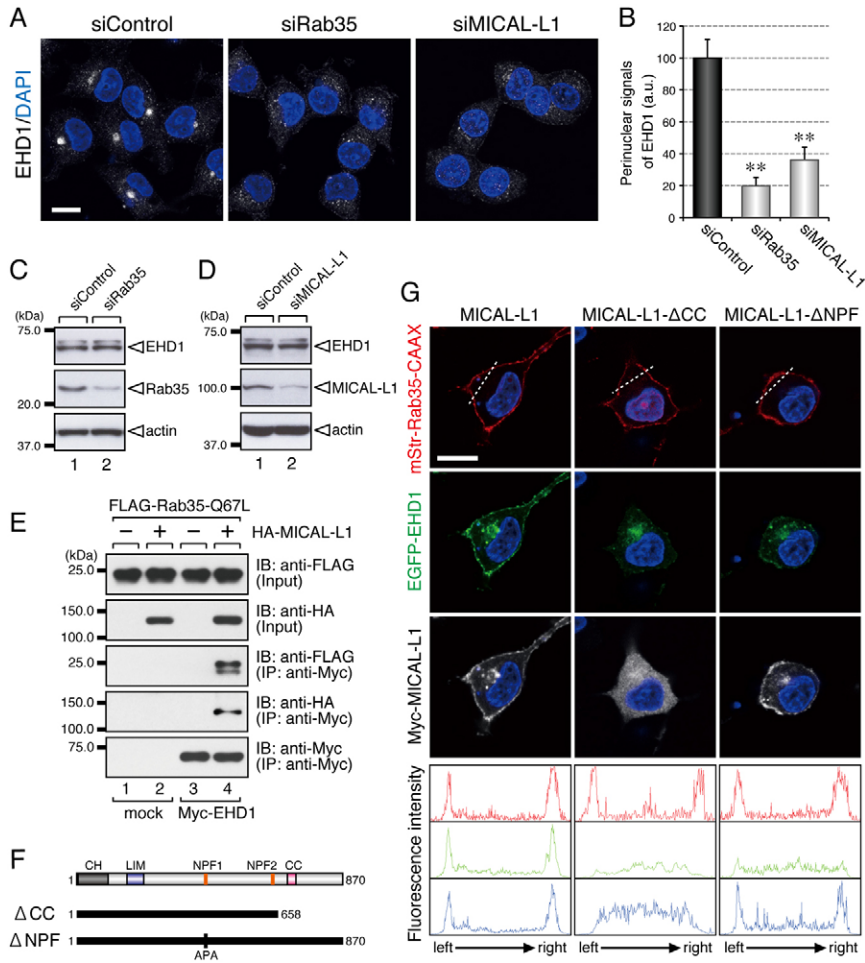 A
siControl
siRab35
siMICAL-L1
EHD1/DAPI
B
Perinuclear signals
of EHD1 (a.u.)
120
100
80
60
40
20
0
**
**
siControl
siRab35
siMICAL-L1
C
siControl
siRab35
(kDa)
75.0
EHD1
Rab35
20.0
actin
37.0
1 2
D
siControl
siMICAL-L1
(kDa)
75.0
EHD1
100.0
MICAL-L1
actin
37.0
1 2
E
FLAG-Rab35-Q67L
− + − + HA-MICAL-L1
(kDa)
25.0
IB: anti-FLAG
(Input)
150.0
100.0
IB: anti-HA
(Input)
25.0
IB: anti-FLAG
(IP: anti-Myc)
150.0
100.0
IB: anti-HA
(IP: anti-Myc)
75.0
IB: anti-Myc
(IP: anti-Myc)
1 2 3 4
mock Myc-EHD1
F
CH LIM NPF1 NPF2 CC
1 870
ΔCC 1 658
ΔNPF 1 870
APA
G
MICAL-L1
MICAL-L1-ΔCC
MICAL-L1-ΔNPF
mStr-Rab35-CAAX
EGFP-EHD1
Myc-MICAL-L1
Fluorescence intensity
left right
left right
left right